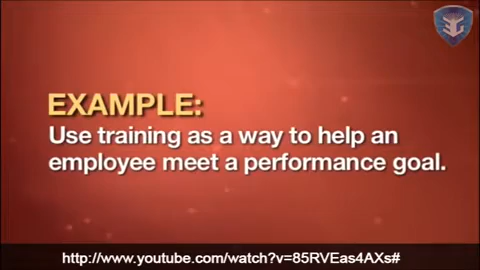 EXAMPLE:
Use training as a way to help an
employee meet a performance goal.
http://www.youtube.com/watch?v=85RVEas4AXs#